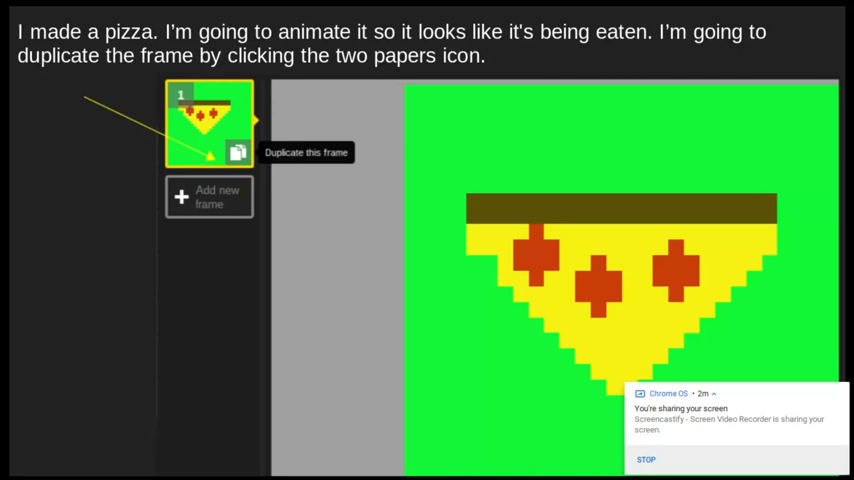 I made a pizza. I’m going to animate it so it looks like it's being eaten. I’m going to
duplicate the frame by clicking the two papers icon.
1
Duplicate this frame
Add new
frame
Chrome OS • 2m
You're sharing your screen
Screencastify - Screen Video Recorder is sharing your
screen.
STOP